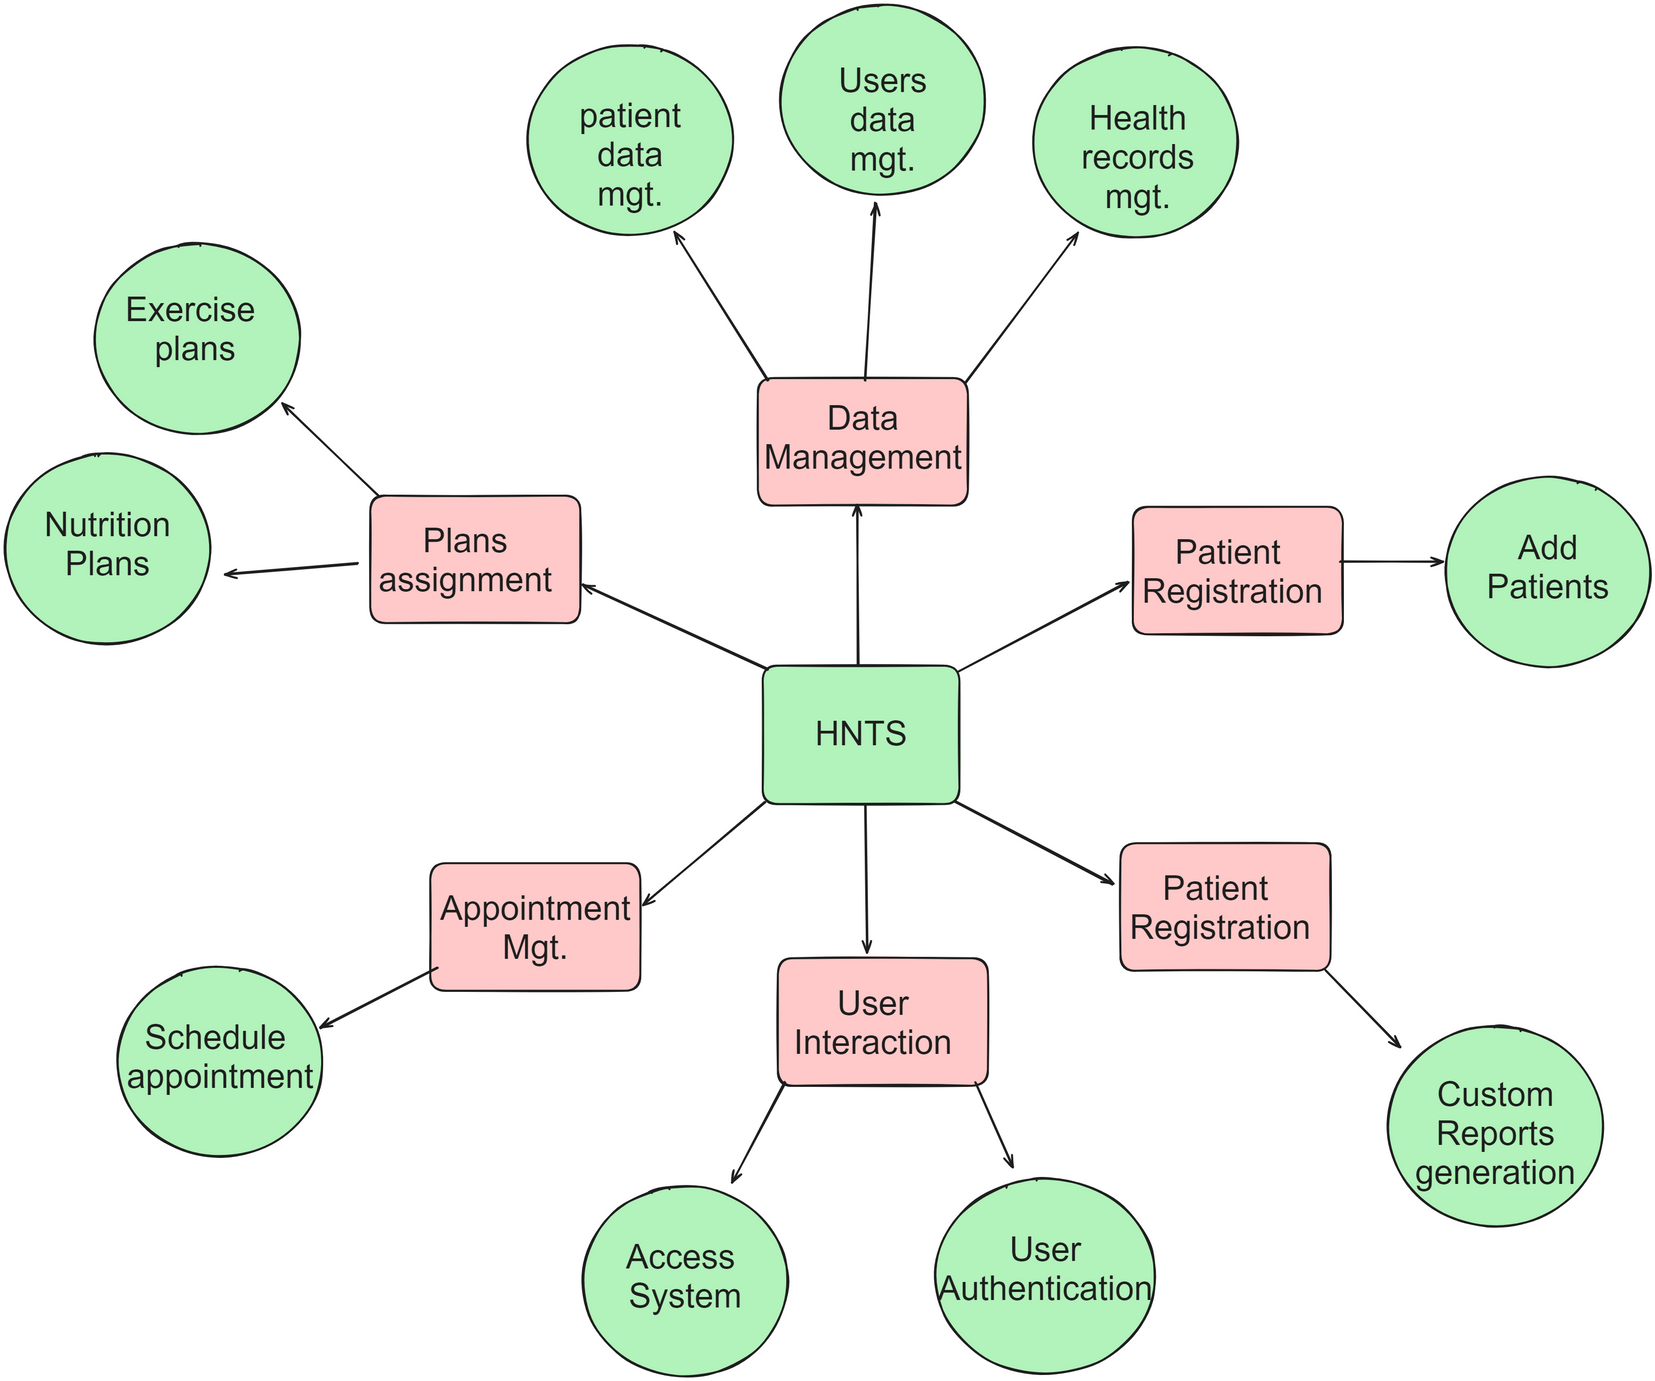 Users
data
mgt.
patient
data
mgt.
Health
records
mgt.
Exercise
plans
Data
Management
Nutrition
Plans
Plans
assignment
Patient
Registration
Add
Patients
HNTS
Appointment
Mgt.
Patient
Registration
User
Interaction
Schedule
appointment
Custom
Reports
generation
Access
System
User
Authentication